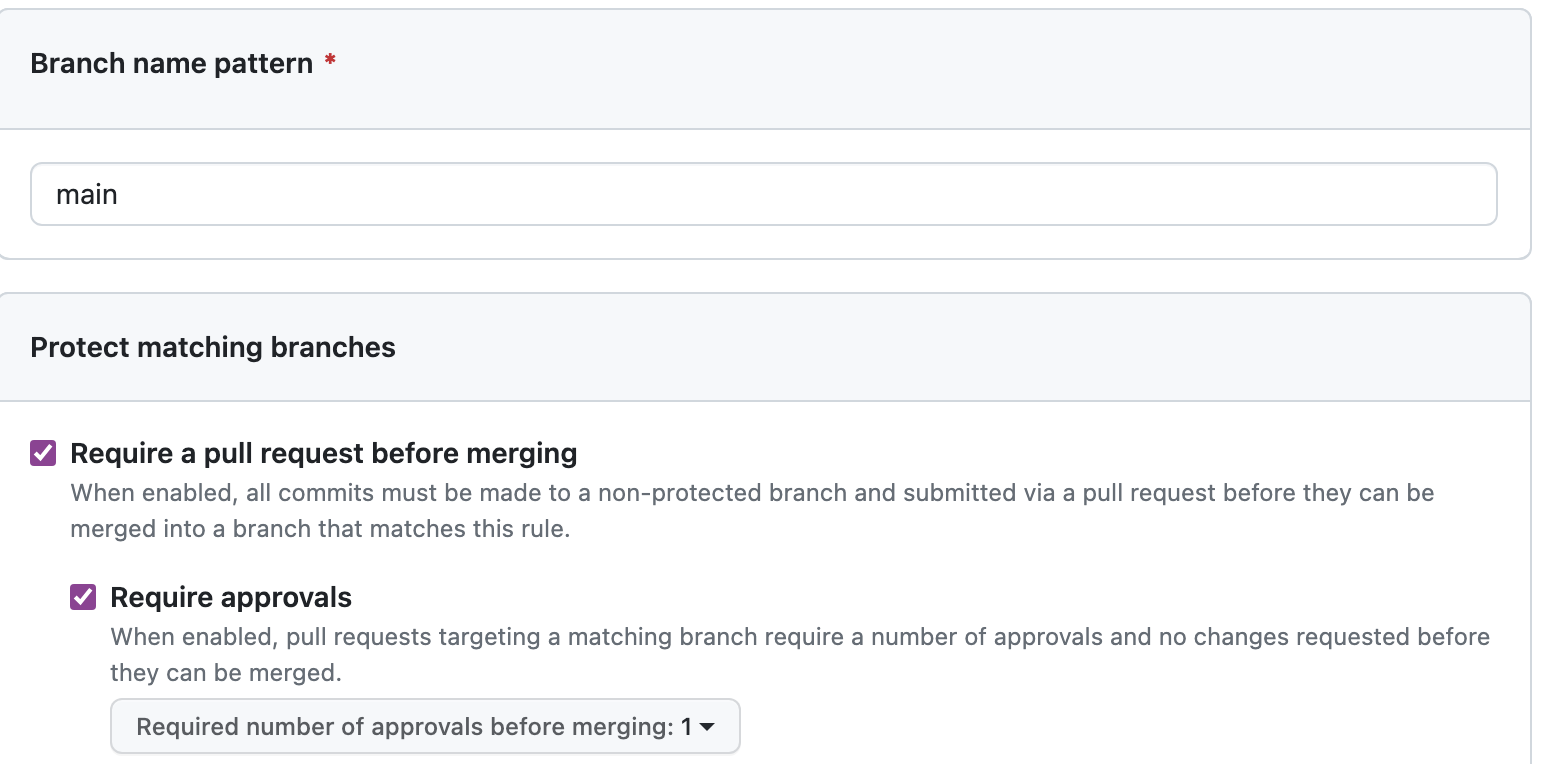 Branch name pattern *
main
Protect matching branches
Require a pull request before merging
When enabled, all commits must be made to a non-protected branch and submitted via a pull request before they can be
merged into a branch that matches this rule.
Require approvals
When enabled, pull requests targeting a matching branch require a number of approvals and no changes requested before
they can be merged.
Required number of approvals before merging: 1